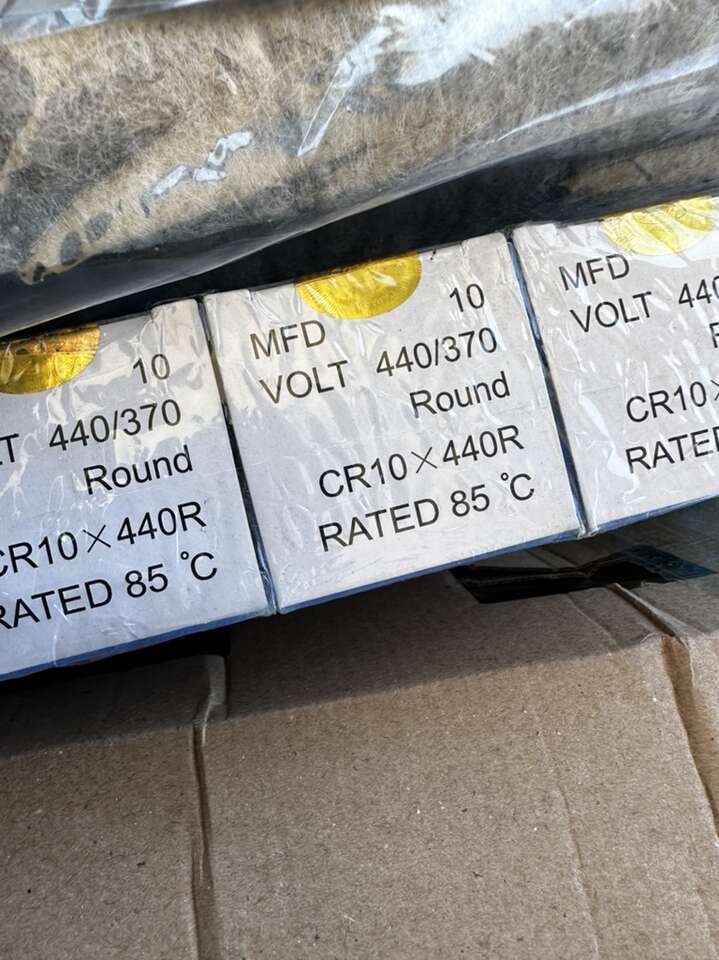 10
T 440/370
Round
CR10×440R
RATED 85 ℃
MFD 10
VOLT 440/370
Round
CR10×440R
RATED 85 ℃
MFD
VOLT 440
CR10×
RATED